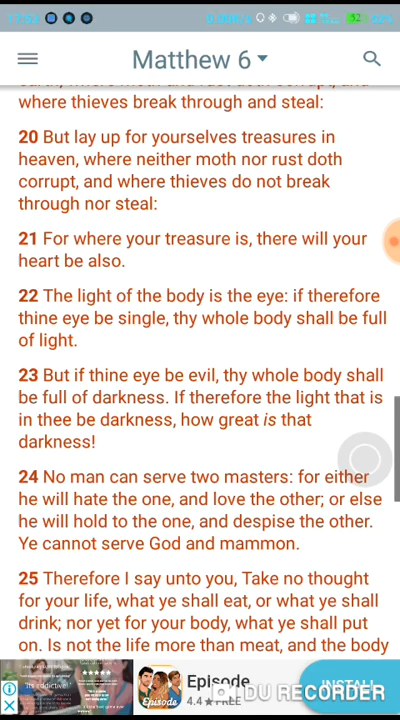 17:53 52
Matthew 6
where thieves break through and steal:
20 But lay up for yourselves treasures in
heaven, where neither moth nor rust doth
corrupt, and where thieves do not break
through nor steal:
21 For where your treasure is, there will your
heart be also.
22 The light of the body is the eye: if therefore
thine eye be single, thy whole body shall be full
of light.
23 But if thine eye be evil, thy whole body shall
be full of darkness. If therefore the light that is
in thee be darkness, how great is that
darkness!
24 No man can serve two masters: for either
he will hate the one, and love the other; or else
he will hold to the one, and despise the other.
Ye cannot serve God and mammon.
25 Therefore I say unto you, Take no thought
for your life, what ye shall eat, or what ye shall
drink; nor yet for your body, what ye shall put
on. Is not the life more than meat, and the body
"It's addictive!"
Episode
Episode
4.4 ★ FREE
INSTALL
DU RECORDER